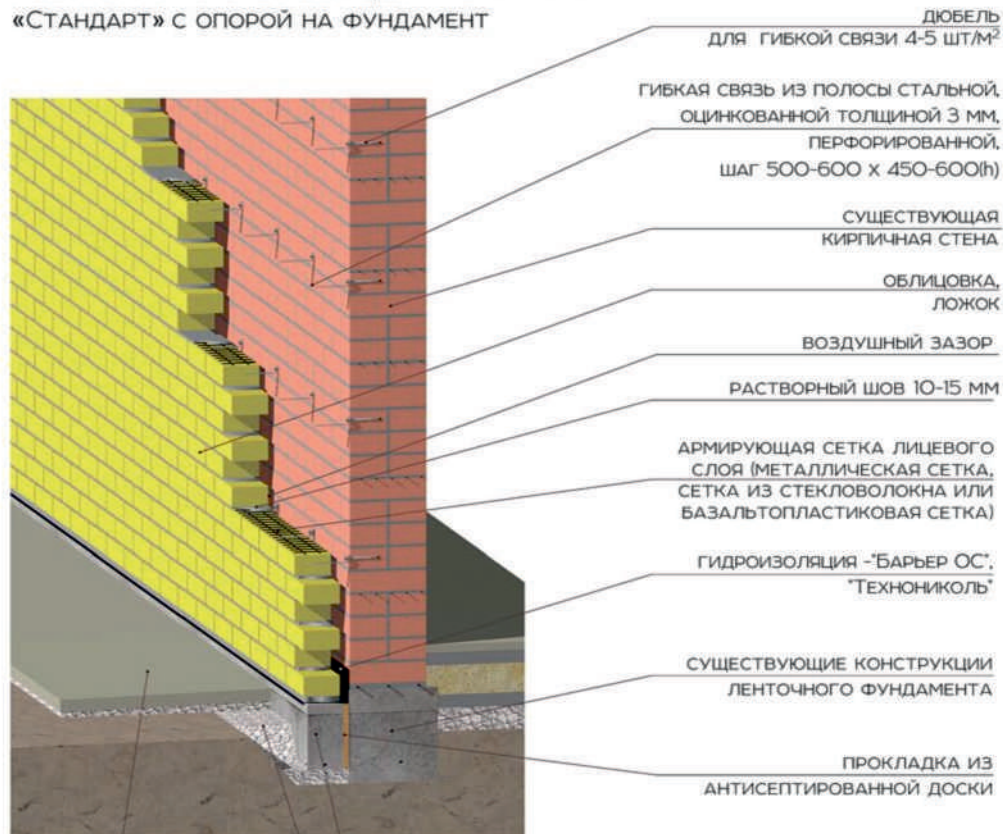 «Стандарт» с опорой на фундамент
ДЮБЕЛЬ
ДЛЯ ГИБКОЙ СВЯЗИ 4-5 ШТ/М²
ГИБКАЯ СВЯЗЬ ИЗ ПОЛОСЫ СТАЛЬНОЙ,
ОЦИНКОВАННОЙ ТОЛЩИНОЙ 3 ММ,
ПЕРФОРИРОВАННОЙ,
ШАГ 500-600 х 450-600(h)
СУЩЕСТВУЮЩАЯ
КИРПИЧНАЯ СТЕНА
ОБЛИЦОВКА,
ЛОЖОК
ВОЗДУШНЫЙ ЗАЗОР
РАСТВОРНЫЙ ШОВ 10-15 ММ
АРМИРУЮЩАЯ СЕТКА ЛИЦЕВОГО
СЛОЯ (МЕТАЛЛИЧЕСКАЯ СЕТКА,
СЕТКА ИЗ СТЕКЛОВОЛОКНА ИЛИ
БАЗАЛЬТОПЛАСТИКОВАЯ СЕТКА)
ГИДРОИЗОЛЯЦИЯ -"БАРЬЕР ОС",
"ТЕХНОНИКОЛЬ"
СУЩЕСТВУЮЩИЕ КОНСТРУКЦИИ
ЛЕНТОЧНОГО ФУНДАМЕНТА
ПРОКЛАДКА ИЗ
АНТИСЕПТИРОВАННОЙ ДОСКИ